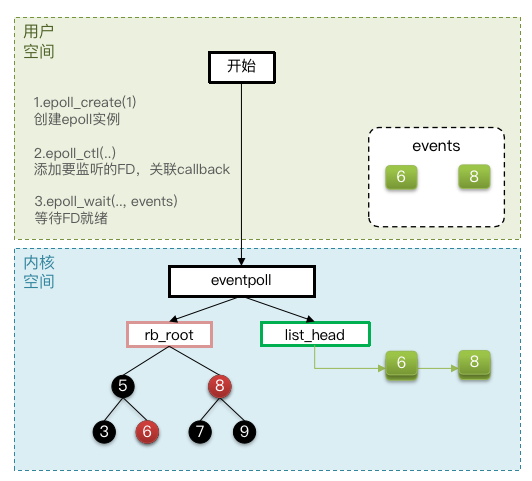 用户
空间
开始
1.epoll_create(1)
创建epoll实例
2.epoll_ctl(..)
添加要监听的FD，关联callback
3.epoll_wait(.., events)
等待FD就绪
events
6
8
内核
空间
eventpoll
rb_root
list_head
6
8
5
8
3
6
7
9